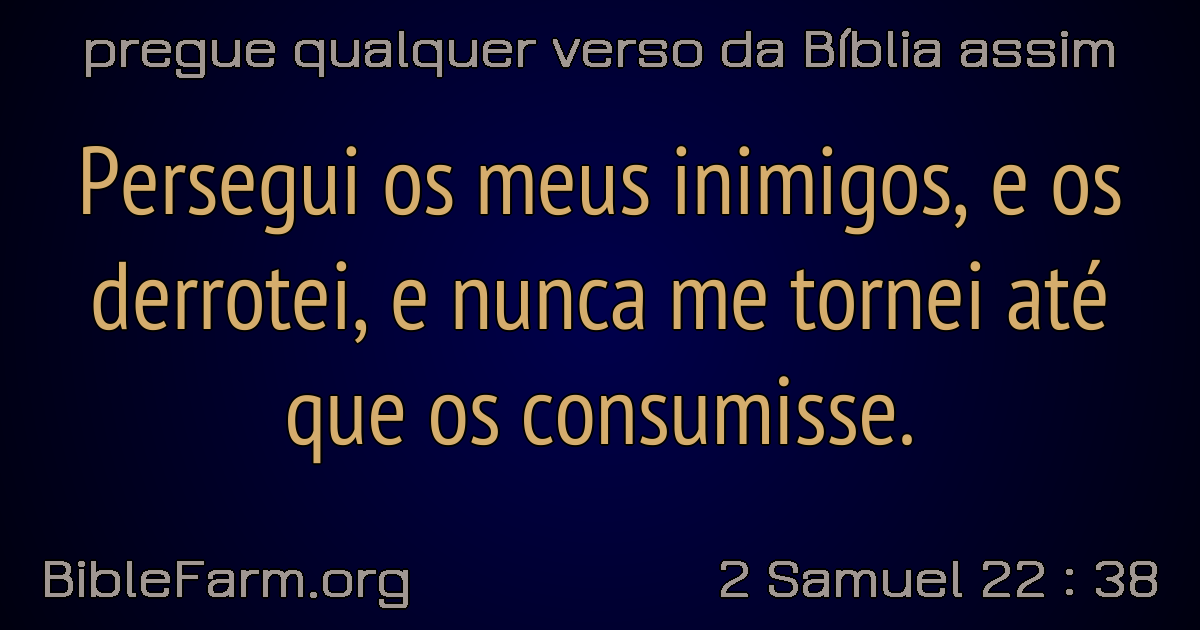 pregue qualquer verso da Bíblia assim
Persegui os meus inimigos, e os
derrotei, e nunca me tornei até
que os consumisse.
BibleFarm.org
2 Samuel 22 : 38